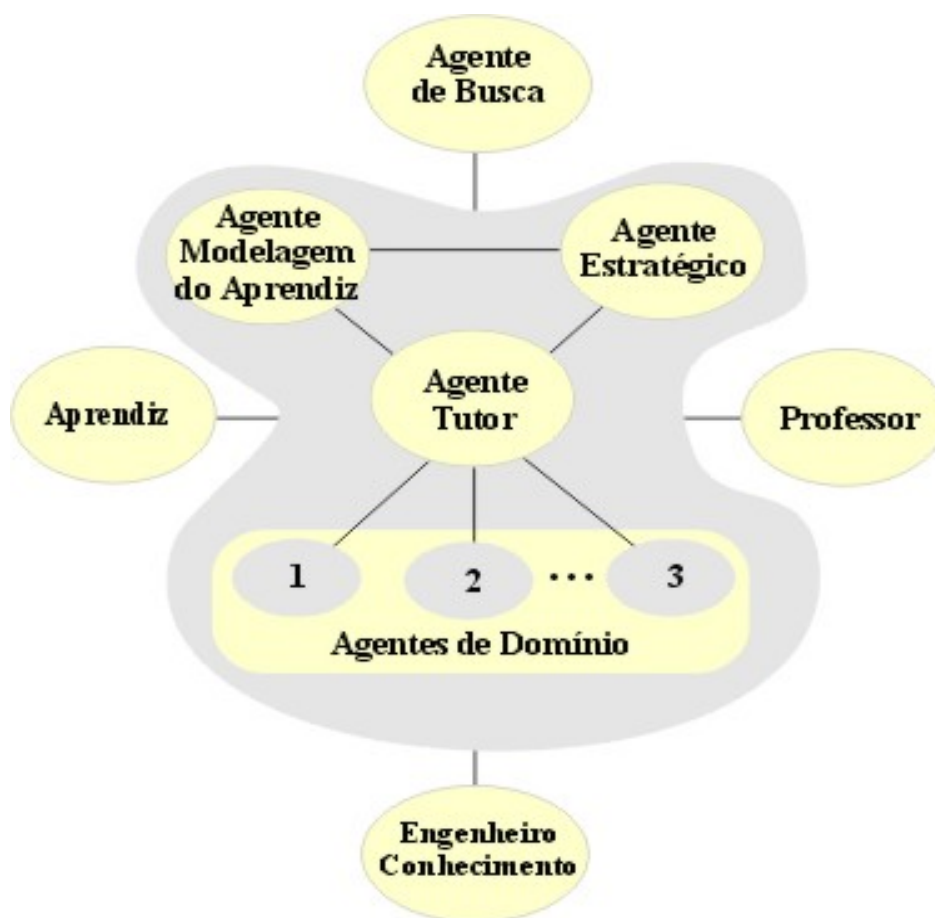 Agente
de Busca
Agente
Modelagem
do Aprendiz
Agente
Estratégico
Aprendiz
Agente
Tutor
Professor
1
2
...
3
Agentes de Domínio
Engenheiro
Conhecimento